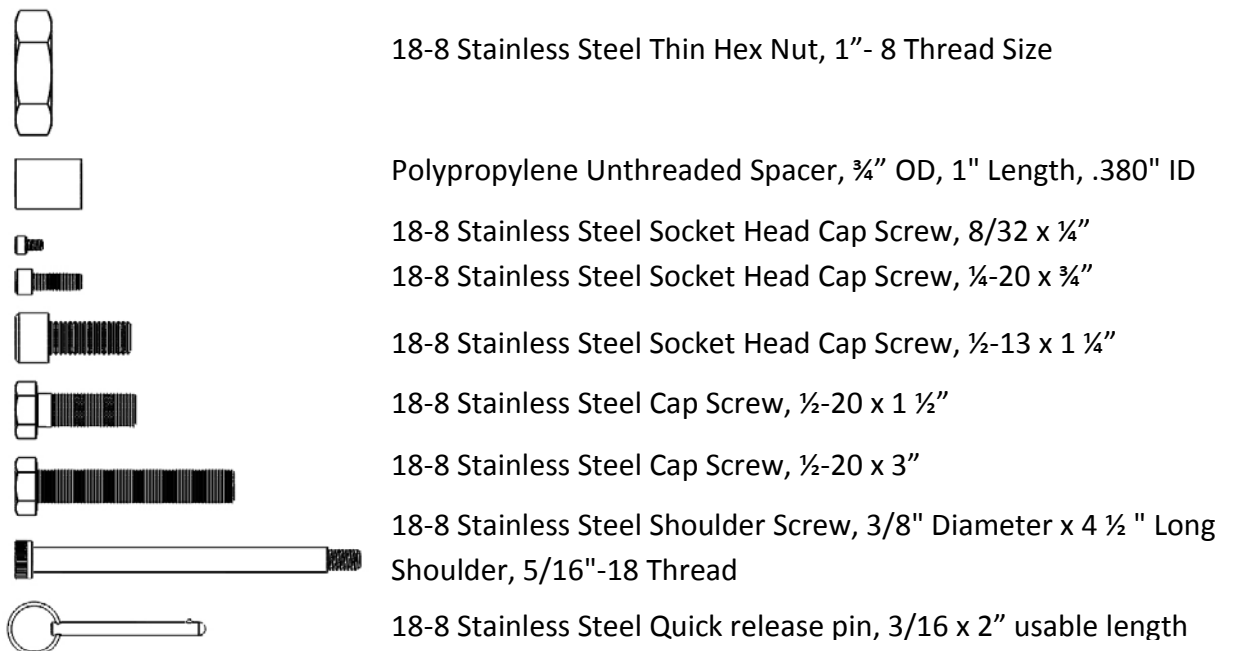 18-8 Stainless Steel Thin Hex Nut, 1”- 8 Thread Size
Polypropylene Unthreaded Spacer, ¾” OD, 1" Length, .380" ID
18-8 Stainless Steel Socket Head Cap Screw, 8/32 x ¼”
18-8 Stainless Steel Socket Head Cap Screw, ¼-20 x ¾”
18-8 Stainless Steel Socket Head Cap Screw, ½-13 x 1 ¼”
18-8 Stainless Steel Cap Screw, ½-20 x 1 ½”
18-8 Stainless Steel Cap Screw, ½-20 x 3”
18-8 Stainless Steel Shoulder Screw, 3/8" Diameter x 4 ½ " Long
Shoulder, 5/16"-18 Thread
18-8 Stainless Steel Quick release pin, 3/16 x 2” usable length